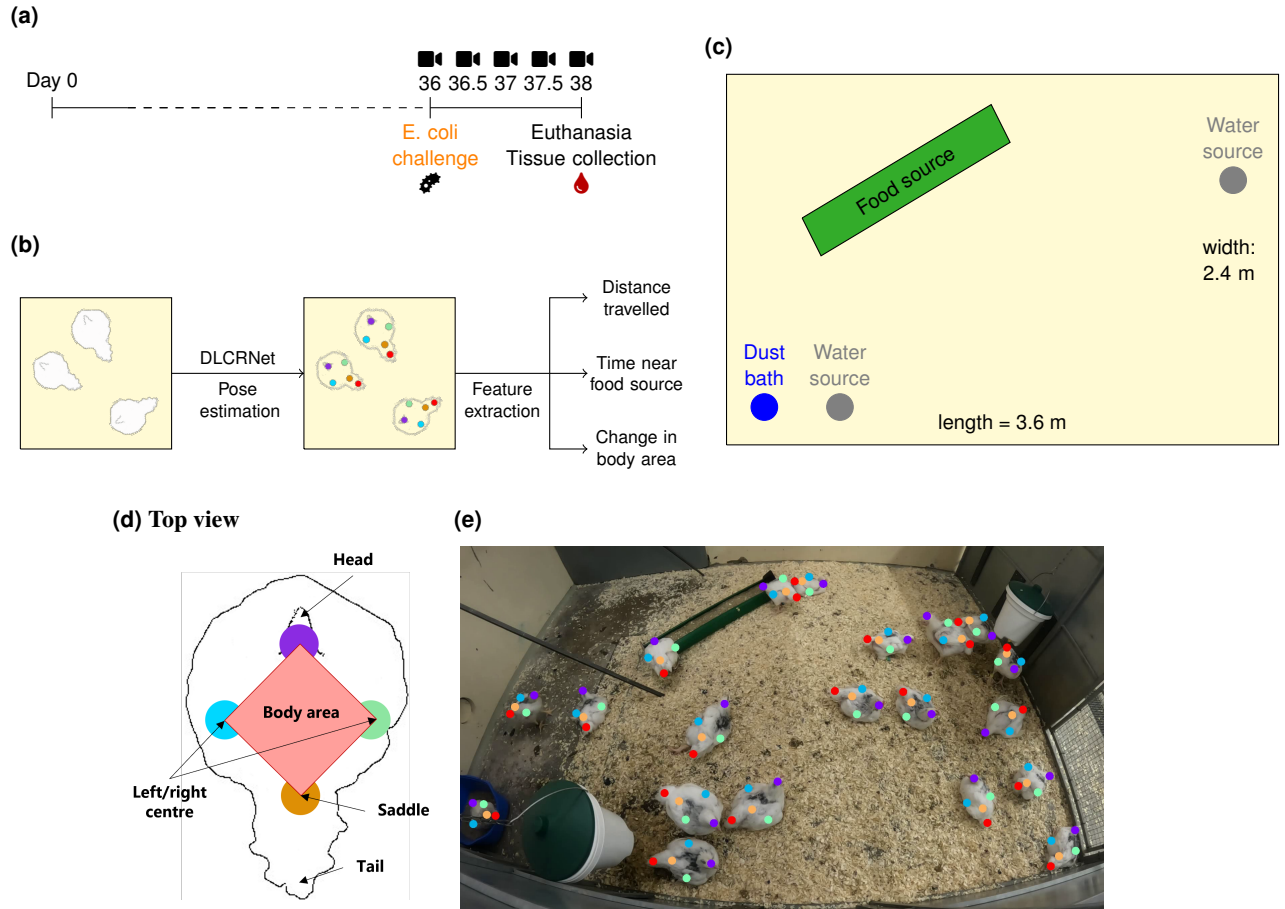 (a)
Day 0
36 36.5 37 37.5 38
E. coli
challenge
Euthanasia
Tissue collection
(b)
DLCRNet
Pose
estimation
Feature
extraction
Distance
travelled
Time near
food source
Change in
body area
(c)
Food source
Water
source
width:
2.4 m
Dust
bath
Water
source
length = 3.6 m
(d) Top view
Head
Body area
Left/right
centre
Saddle
Tail
(e)